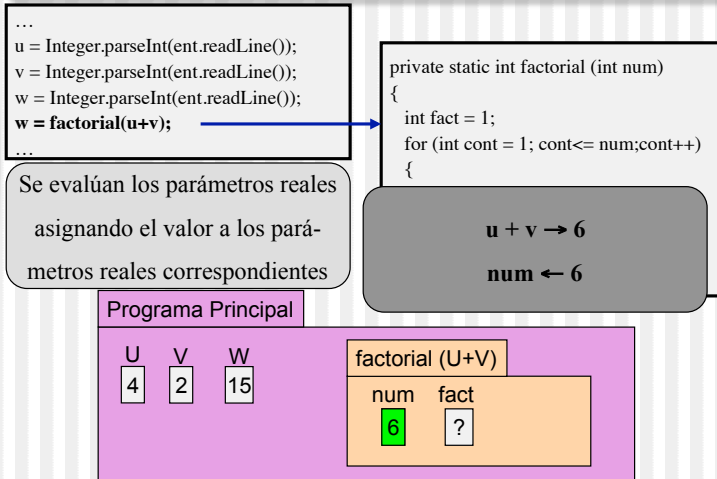 …
u = Integer.parseInt(ent.readLine());
v = Integer.parseInt(ent.readLine());
w = Integer.parseInt(ent.readLine());
w = factorial(u+v);
…
private static int factorial (int num)
{
int fact = 1;
for (int cont = 1; cont<= num;cont++)
{
Se evalúan los parámetros reales
asignando el valor a los pará-
metros reales correspondientes
u + v → 6
num ← 6
Programa Principal
U V W
4 2 15
factorial (U+V)
num fact
6 ?